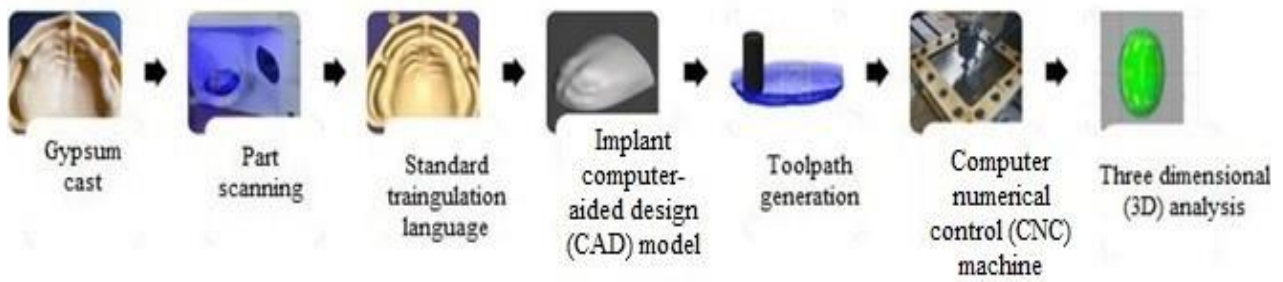 Gypsum
cast
Part
scanning
Standard
traingulation
language
Implant
computer-
aided design
(CAD) model
Toolpath
generation
Computer
numerical
control (CNC)
machine
Three dimensional
(3D) analysis